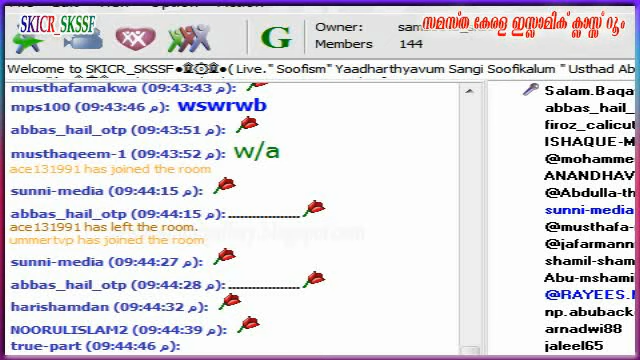 SKICR_SKSSF
സമസ്ത കേരള ഇസ്ലാമിക് ക്ലാസ്സ് റൂം
Owner: sam
Members 144
G
Welcome to SKICR_SKSSF●۩۞۩●(Live." Soofism" Yaadharthyavum Sangi Soofikalum " Usthad Ab
musthafamakwa (09:43:43 م):
mps100 (09:43:46 م): wswrwb
abbas_hail_otp (09:43:51 م):
musthaqeem-1 (09:43:52 م): w/a
ace131991 has joined the room
sunni-media (09:44:15 م):
abbas_hail_otp (09:44:15 م):..................
ace131991 has left the room.
ummertvp has joined the room
sunni-media (09:44:27 م):
abbas_hail_otp (09:44:28 م):..................
harishamdan (09:44:32 م):
NOORULISLAM2 (09:44:39 م):
true-part (09:44:46 م):
Salam.Baqa
abbas_hail_
firoz_calicut
ISHAQUE-M
@mohamme
ANANDHAV
@Abdulla-th
sunni-media
@musthafa-
@jafarmann
shamil-sham
Abu-mshami
@RAYEES.M
np.abuback
arnadwi88
jaleel65